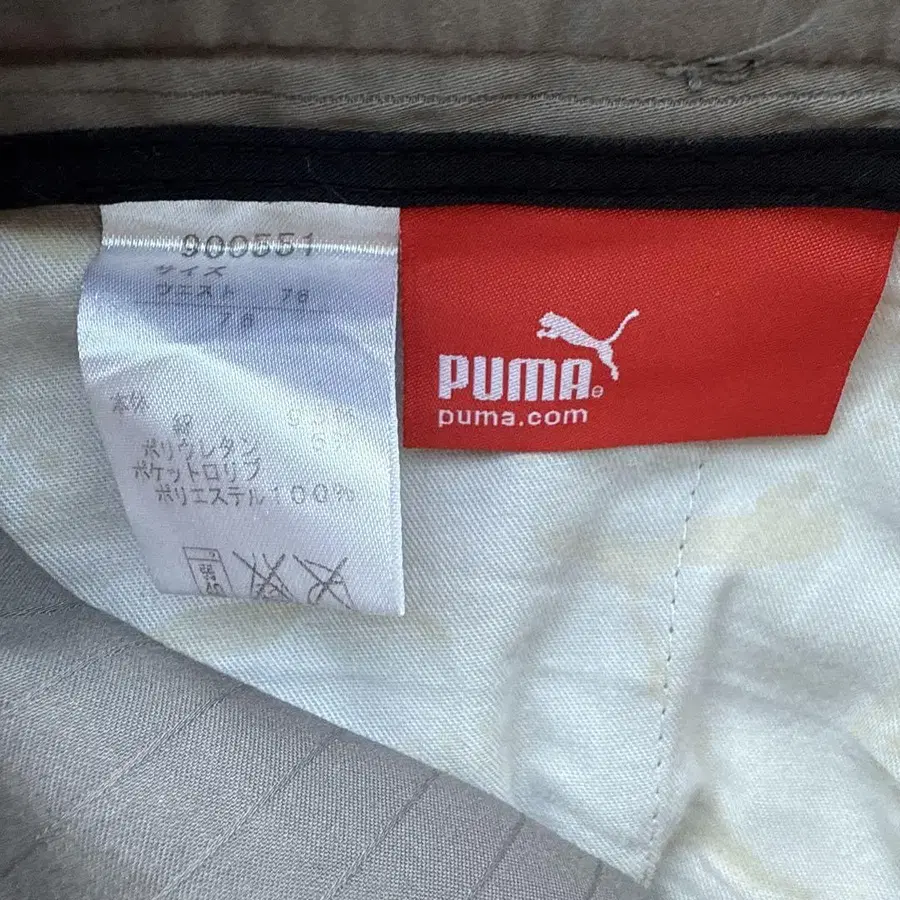 900551
サイズ
ウエスト 76
76
本体
綿
ポリウレタン
ポケットロリブ
ポリエステル100%
PUMA®
puma.com